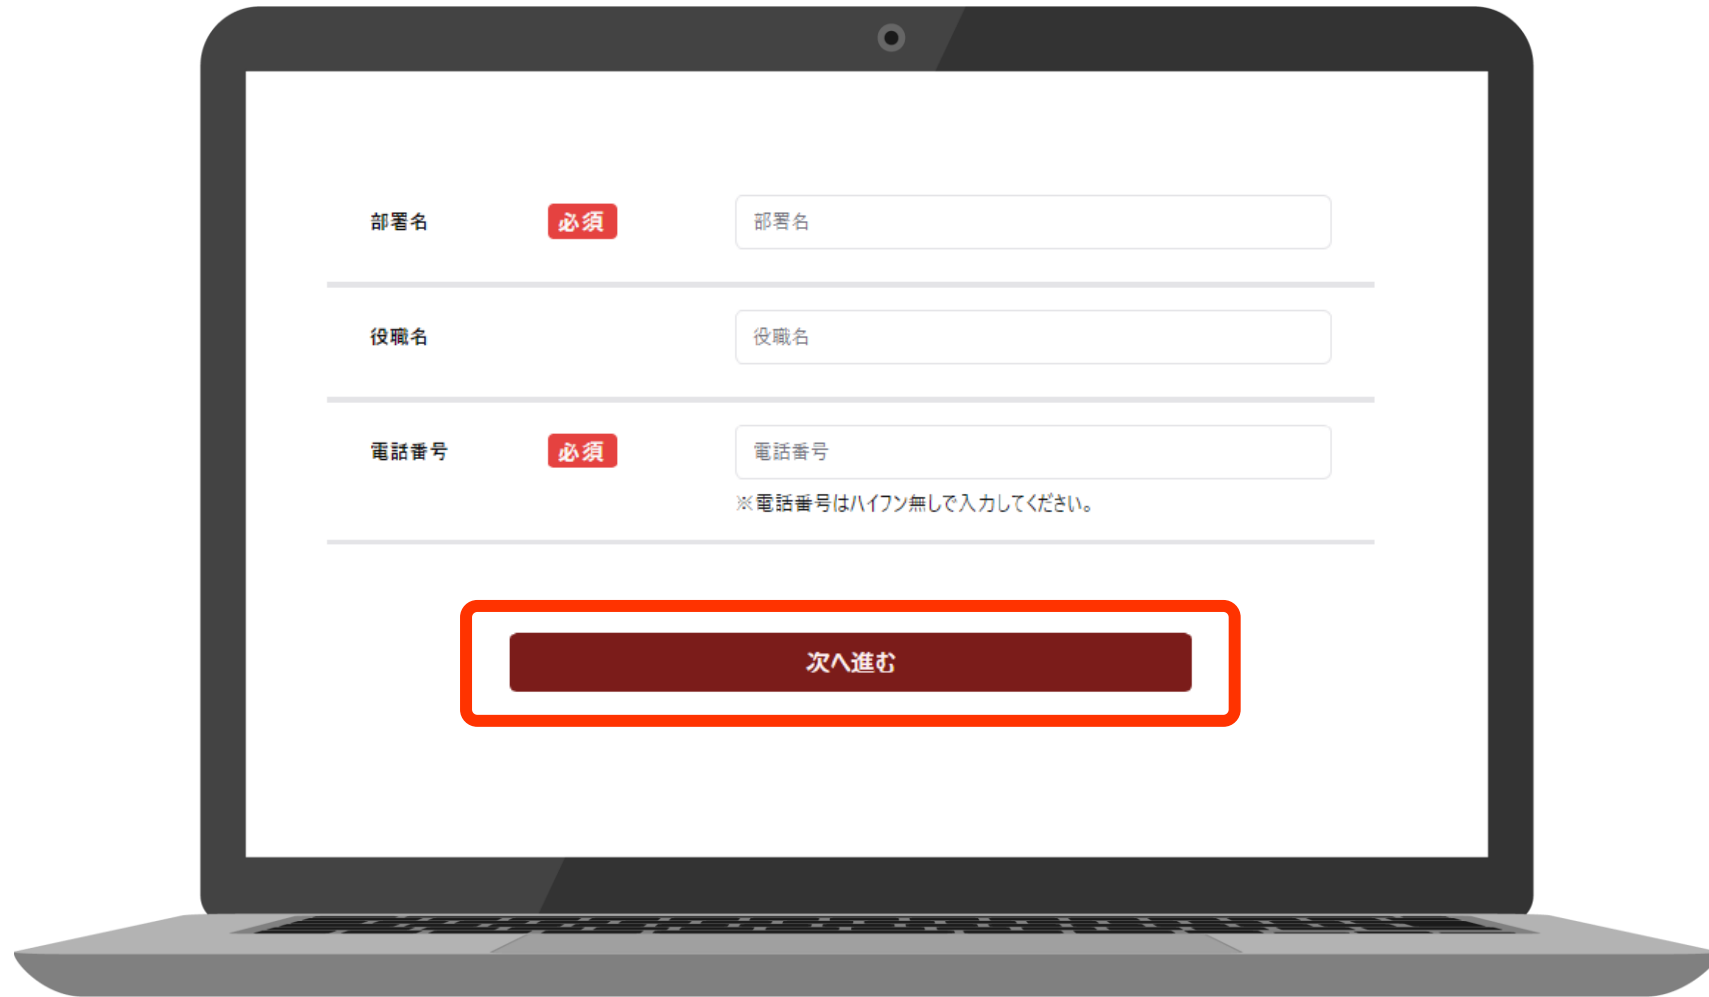 部署名 必須 部署名
役職名 役職名
電話番号 必須 電話番号
※電話番号はハイフン無しで入力してください。
次へ進む